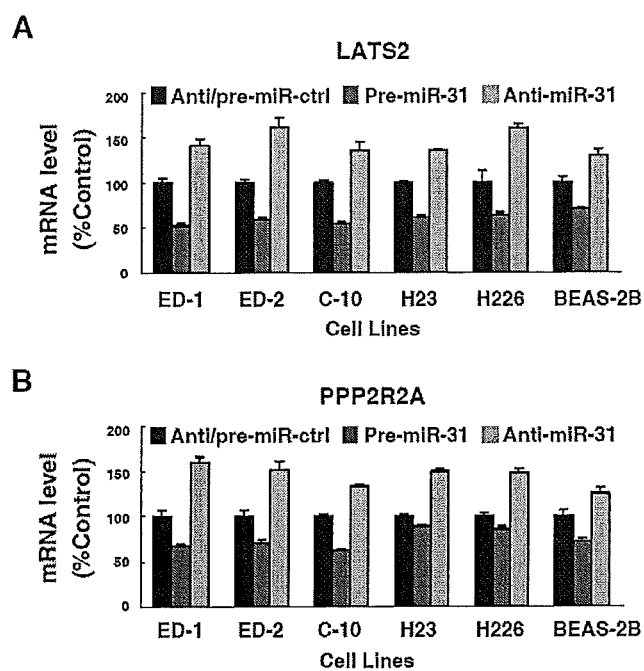 A
LATS2
Anti/pre-miR-ctrl Pre-miR-31 Anti-miR-31
mRNA level
(%Control)
200
150
100
50
0
ED-1 ED-2 C-10 H23 H226 BEAS-2B
Cell Lines
B
PPP2R2A
Anti/pre-miR-ctrl Pre-miR-31 Anti-miR-31
mRNA level
(%Control)
200
150
100
50
0
ED-1 ED-2 C-10 H23 H226 BEAS-2B
Cell Lines